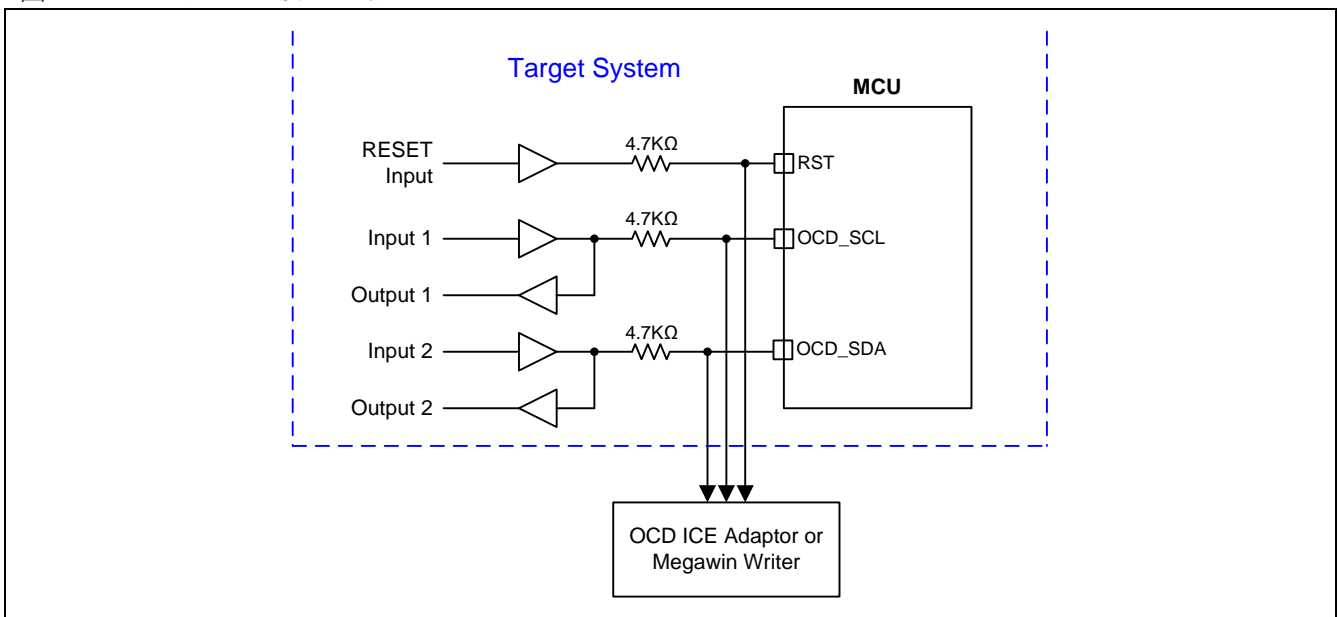 Target System
MCU
RESET
Input
4.7KΩ
RST
Input 1
4.7KΩ
OCD_SCL
Output 1
Input 2
4.7KΩ
OCD_SDA
Output 2
OCD ICE Adaptor or
Megawin Writer